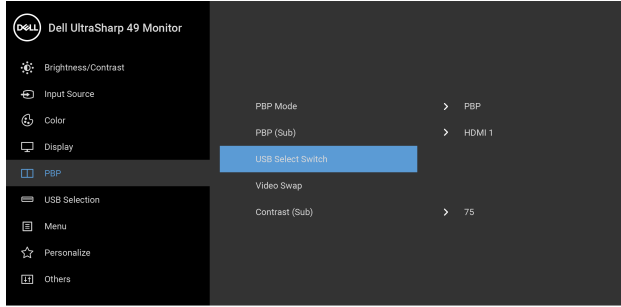 DELL Dell UltraSharp 49 Monitor
Brightness/Contrast
Input Source
Color
Display
PBP
USB Selection
Menu
Personalize
Others
PBP Mode PBP
PBP (Sub) HDMI 1
USB Select Switch
Video Swap
Contrast (Sub) 75